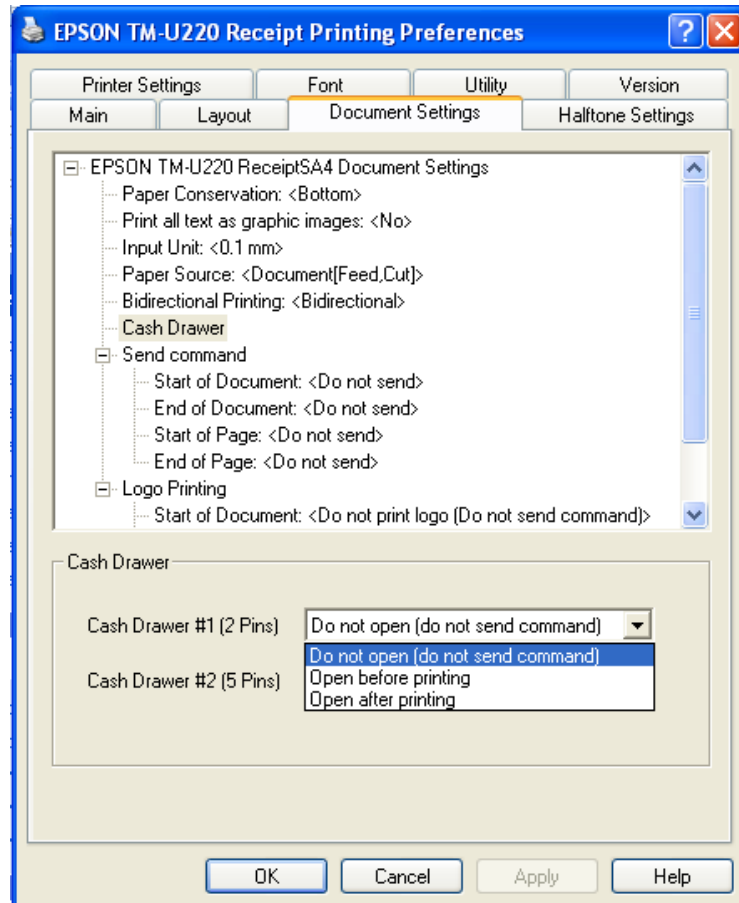 EPSON TM-U220 Receipt Printing Preferences
Printer Settings Font Utility Version
Main Layout Document Settings Halftone Settings
EPSON TM-U220 ReceiptSA4 Document Settings
Paper Conservation: <Bottom>
Print all text as graphic images: <No>
Input Unit: <0.1 mm>
Paper Source: <Document[Feed,Cut]>
Bidirectional Printing: <Bidirectional>
Cash Drawer
Send command
Start of Document: <Do not send>
End of Document: <Do not send>
Start of Page: <Do not send>
End of Page: <Do not send>
Logo Printing
Start of Document: <Do not print logo (Do not send command)>
Cash Drawer
Cash Drawer #1 (2 Pins) Do not open (do not send command)
Do not open (do not send command)
Cash Drawer #2 (5 Pins) Open before printing
Open after printing
OK Cancel Apply Help